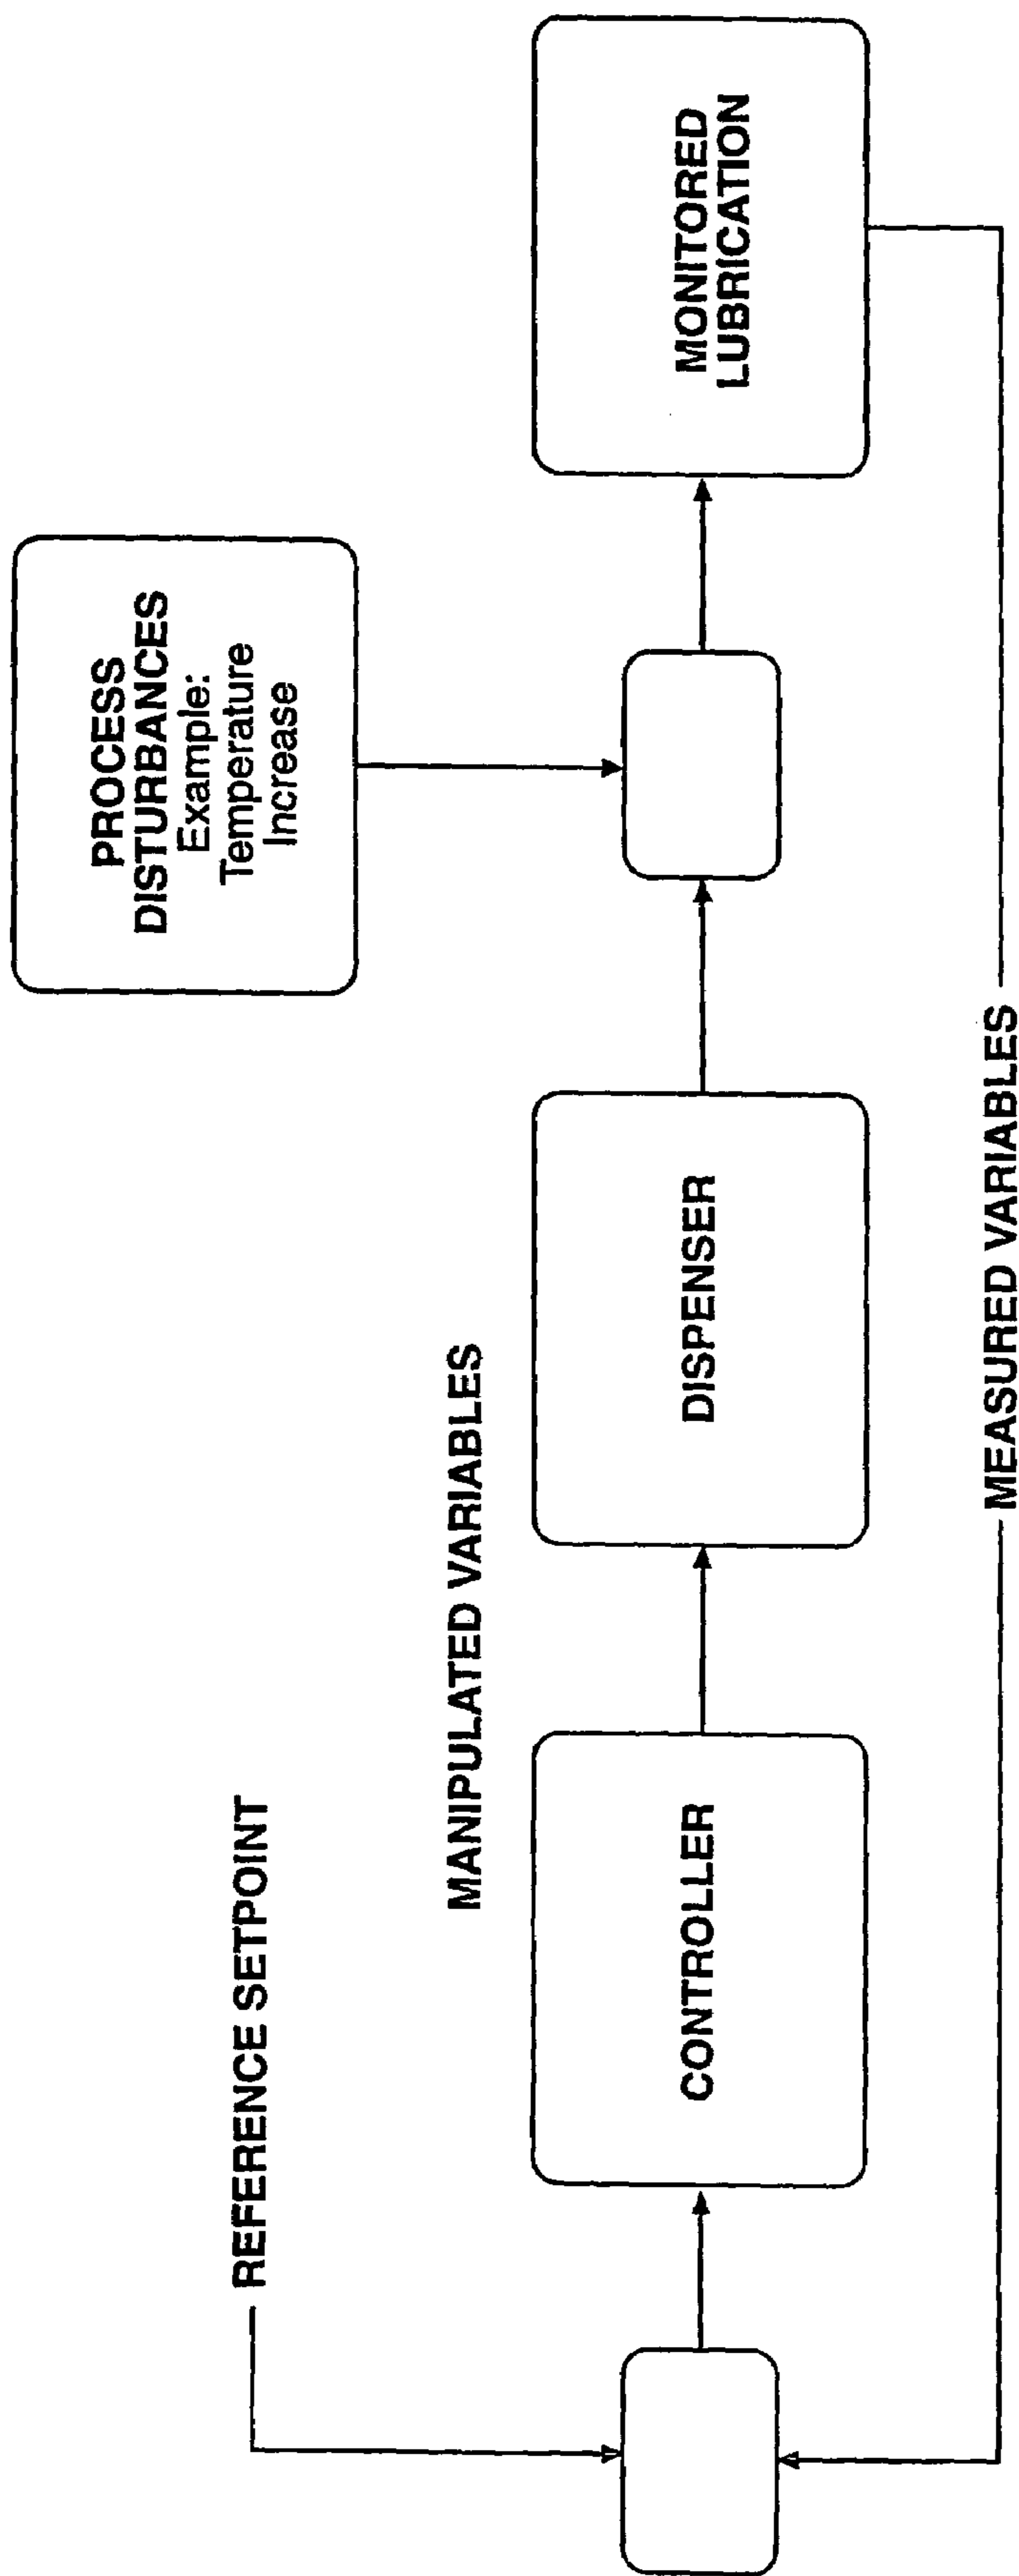 REFERENCE SETPOINT
CONTROLLER
MANIPULATED VARIABLES
DISPENSER
PROCESS
DISTURBANCES
Example:
Temperature
Increase
MONITORED
LUBRICATION
MEASURED VARIABLES